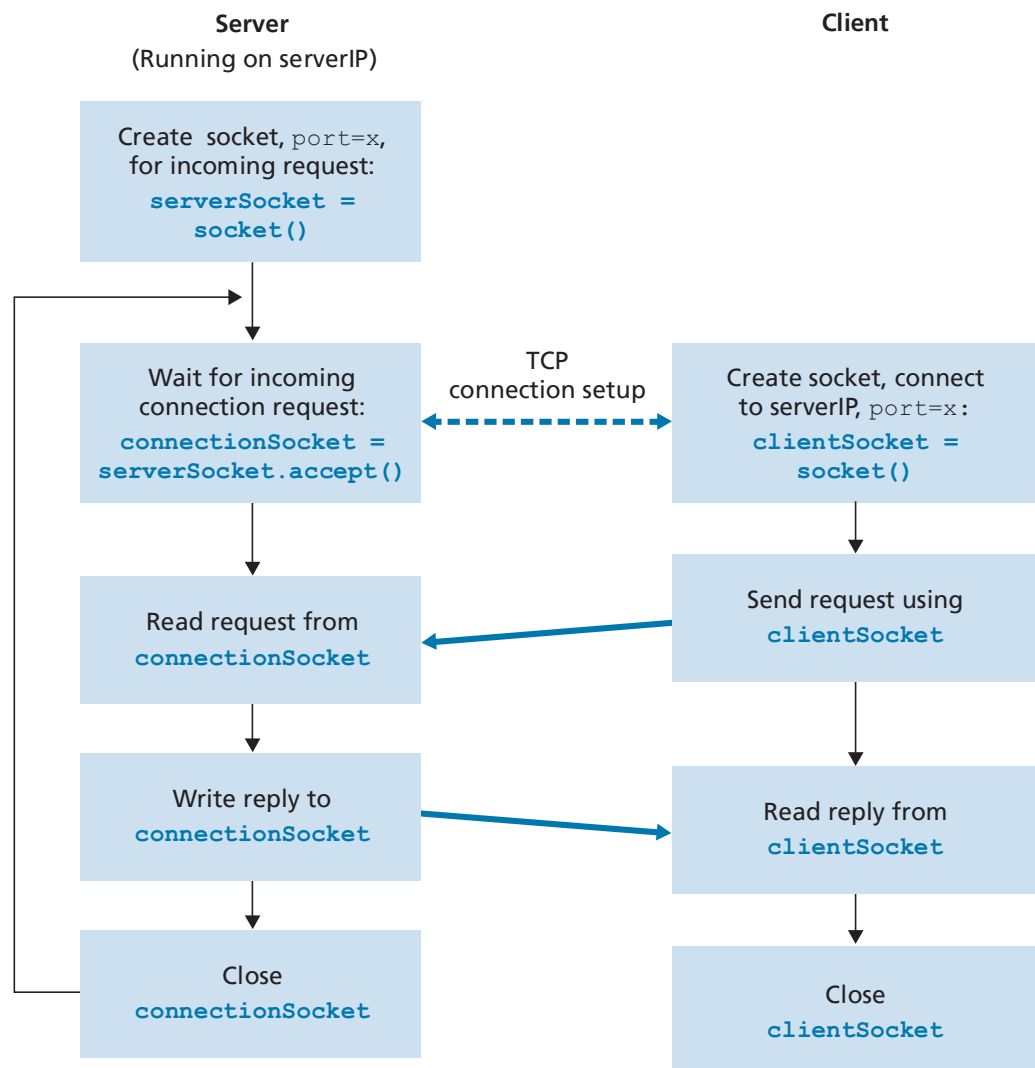 Server
(Running on serverIP)
Create socket, port=x,
for incoming request:
serverSocket =
socket()
Wait for incoming
connection request:
connectionSocket =
serverSocket.accept()
Read request from
connectionSocket
Write reply to
connectionSocket
Close
connectionSocket
TCP
connection setup
Client
Create socket, connect
to serverIP, port=x:
clientSocket =
socket()
Send request using
clientSocket
Read reply from
clientSocket
Close
clientSocket